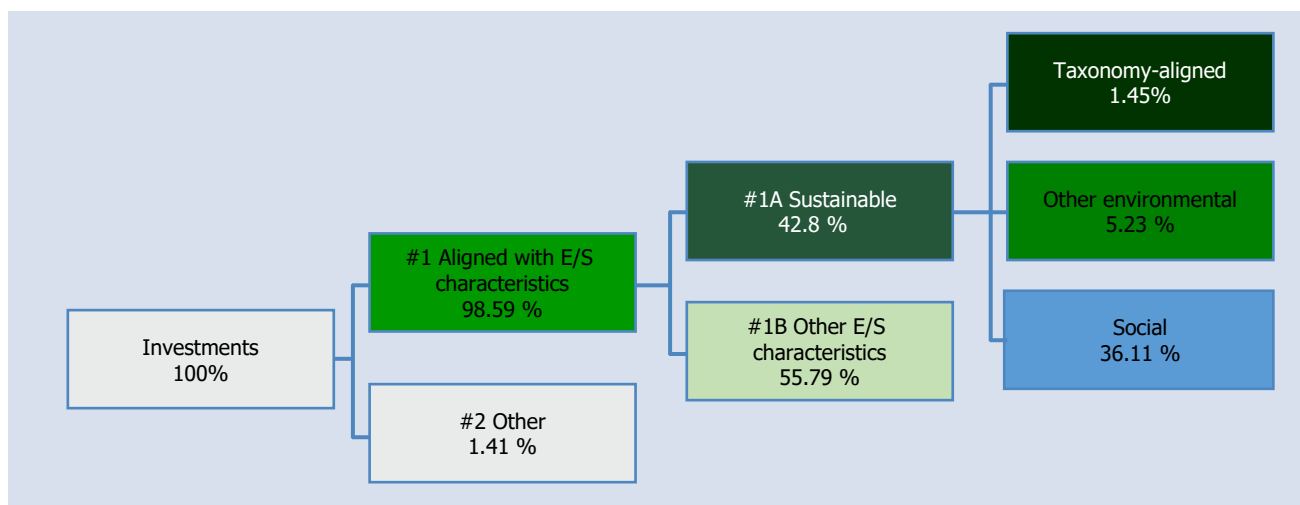 Investments
100%
#1 Aligned with E/S
characteristics
98.59 %
#2 Other
1.41 %
#1A Sustainable
42.8 %
#1B Other E/S
characteristics
55.79 %
Taxonomy-aligned
1.45%
Other environmental
5.23 %
Social
36.11 %